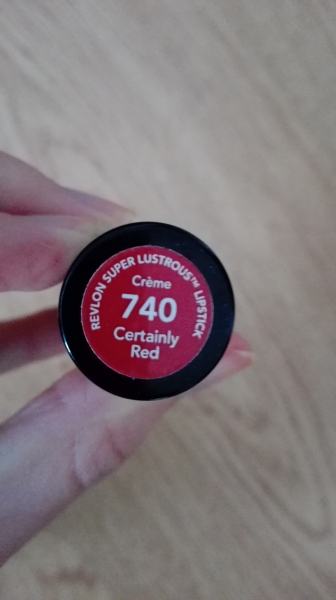 REVLON SUPER LUSTROUS™ LIPSTICK
Crème
740
Certainly
Red